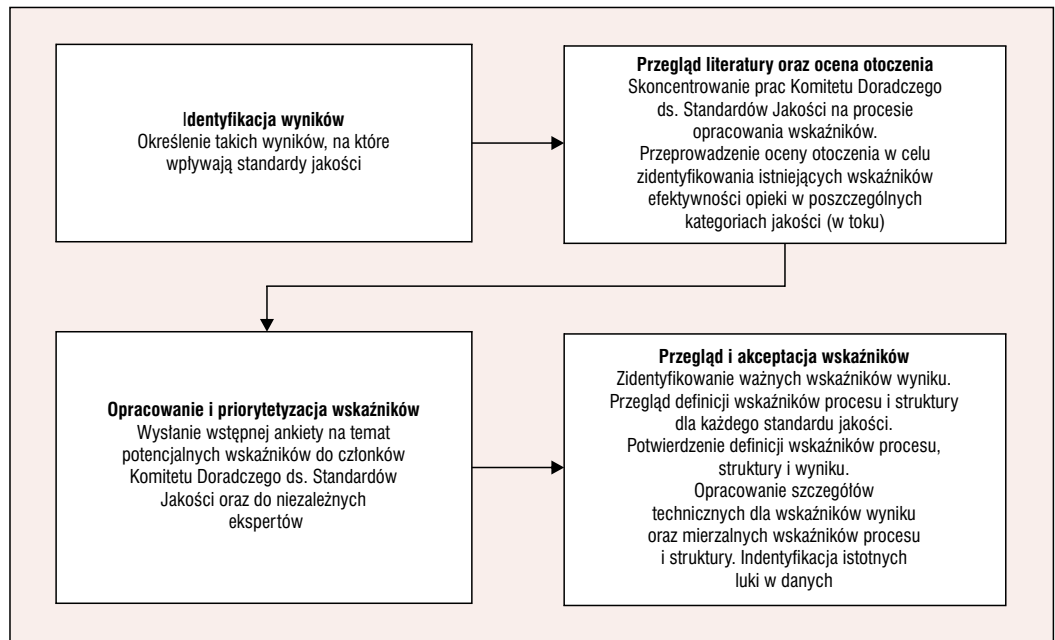 Identyfikacja wyników
Określenie takich wyników, na które
wpływają standardy jakości
Przegląd literatury oraz ocena otoczenia
Skoncentrowanie prac Komitetu Doradczego
ds. Standardów Jakości na procesie
opracowania wskaźników.
Przeprowadzenie oceny otoczenia w celu
zidentyfikowania istniejących wskaźników
efektywności opieki w poszczególnych
kategoriach jakości (w toku)
Opracowanie i priorytetyzacja wskaźników
Wysłanie wstępnej ankiety na temat
potencjalnych wskaźników do członków
Komitetu Doradczego ds. Standardów
Jakości oraz do niezależnych
ekspertów
Przegląd i akceptacja wskaźników
Zidentyfikowanie ważnych wskaźników wyniku.
Przegląd definicji wskaźników procesu i struktury
dla każdego standardu jakości.
Potwierdzenie definicji wskaźników procesu,
struktury i wyniku.
Opracowanie szczegółów
technicznych dla wskaźników wyniku
oraz mierzalnych wskaźników procesu
i struktury. Indentyfikacja istotnych
luki w danych